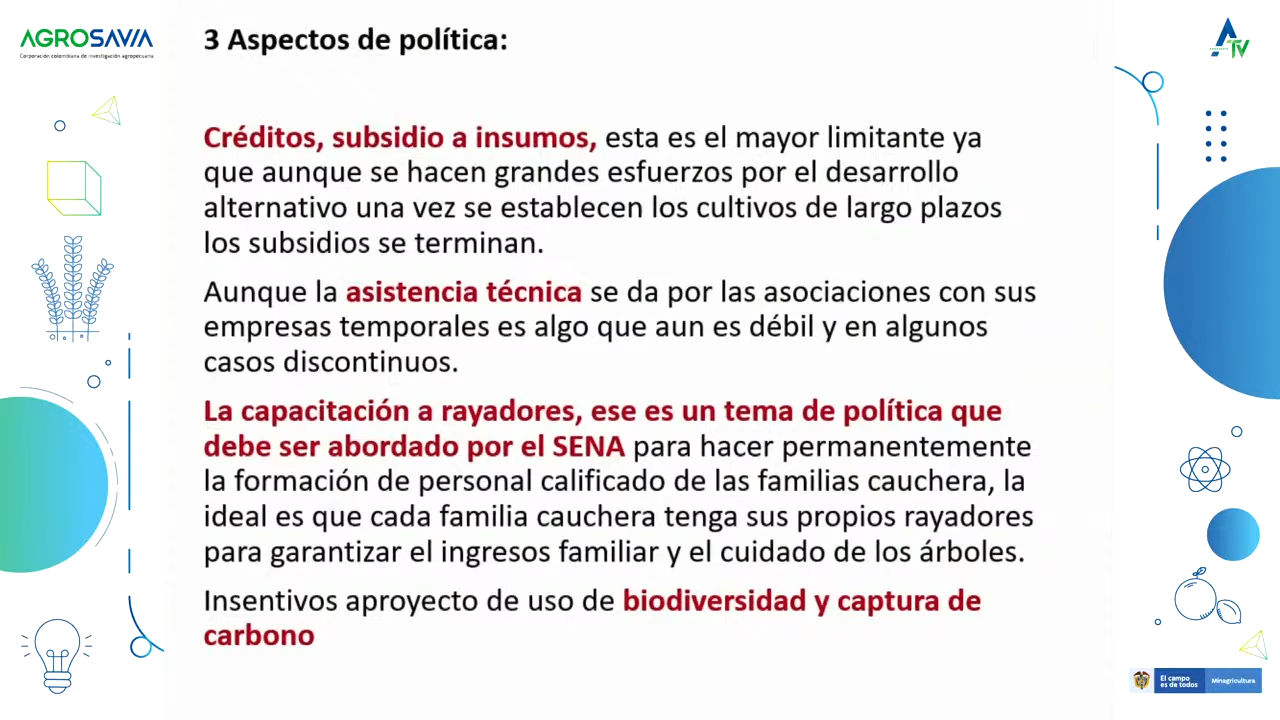 AGROSAVIA
Corporación colombiana de investigación agropecuaria
ATV
3 Aspectos de política:
Créditos, subsidio a insumos, esta es el mayor limitante ya
que aunque se hacen grandes esfuerzos por el desarrollo
alternativo una vez se establecen los cultivos de largo plazos
los subsidios se terminan.
Aunque la asistencia técnica se da por las asociaciones con sus
empresas temporales es algo que aun es débil y en algunos
casos discontinuos.
La capacitación a rayadores, ese es un tema de política que
debe ser abordado por el SENA para hacer permanentemente
la formación de personal calificado de las familias cauchera, la
ideal es que cada familia cauchera tenga sus propios rayadores
para garantizar el ingresos familiar y el cuidado de los árboles.
Insentivos aproyecto de uso de biodiversidad y captura de
carbono
El campo
es de todos
Minagricultura